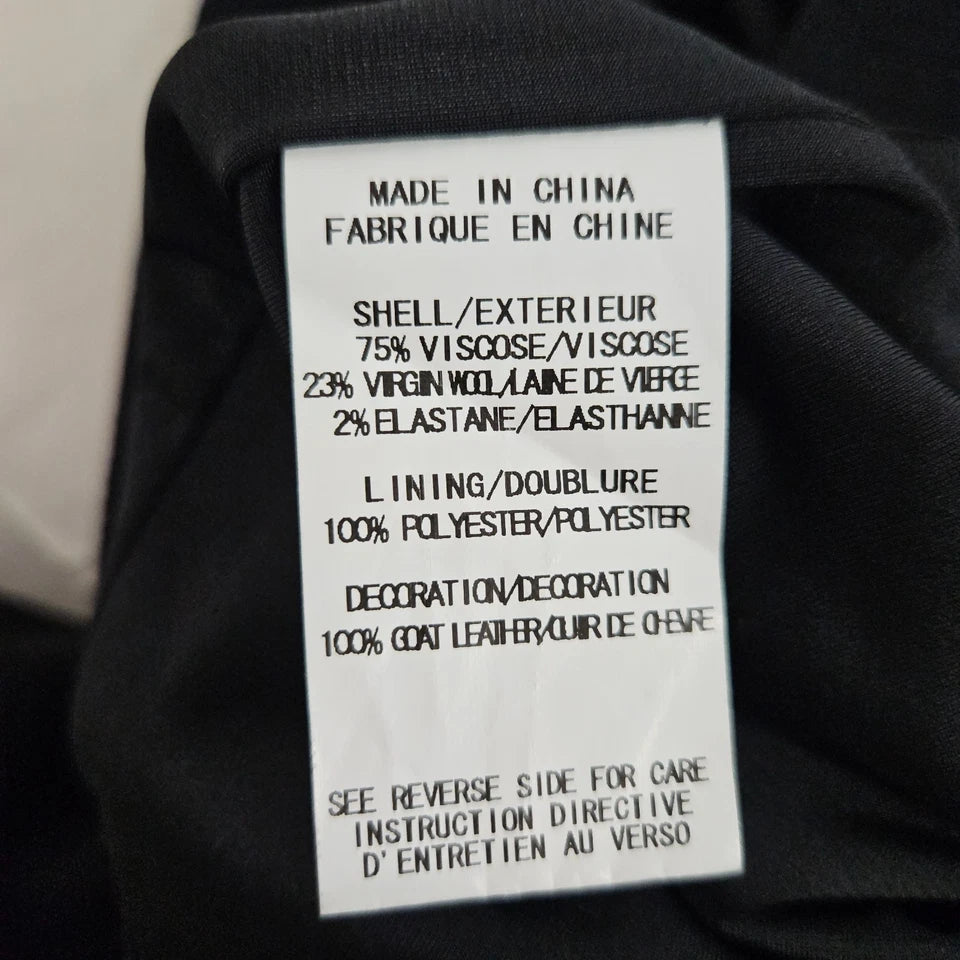 MADE IN CHINA
FABRIQUE EN CHINE
SHELL/EXTERIEUR
75% VISCOSE/VISCOSE
23% VIRGIN WOOL/LAINE DE VIERGE
2% ELASTANE/ELASTHANNE
LINING/DOUBLURE
100% POLYESTER/POLYESTER
DECORATION/DECORATION
100% GOAT LEATHER/CUIR DE CHEVRE
SEE REVERSE SIDE FOR CARE
INSTRUCTION DIRECTIVE
D'ENTRETIEN AU VERSO